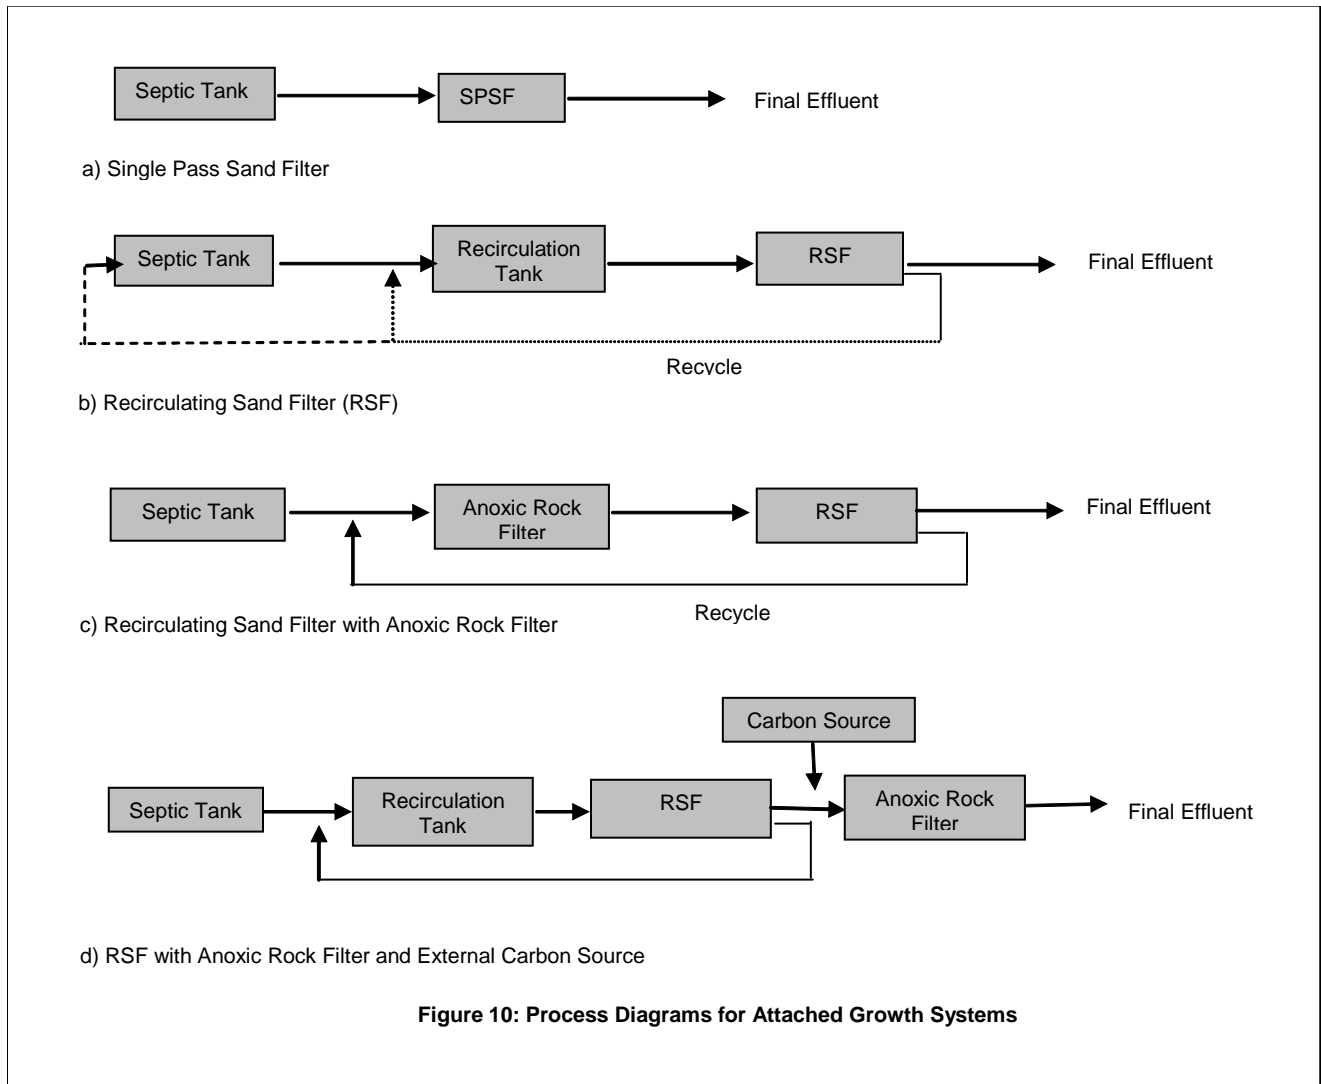 Septic Tank
SPSF
Final Effluent
a) Single Pass Sand Filter
Septic Tank
Recirculation
Tank
RSF
Final Effluent
Recycle
b) Recirculating Sand Filter (RSF)
Septic Tank
Anoxic Rock
Filter
RSF
Final Effluent
Recycle
c) Recirculating Sand Filter with Anoxic Rock Filter
Carbon Source
Septic Tank
Recirculation
Tank
RSF
Anoxic Rock
Filter
Final Effluent
d) RSF with Anoxic Rock Filter and External Carbon Source
Figure 10: Process Diagrams for Attached Growth Systems